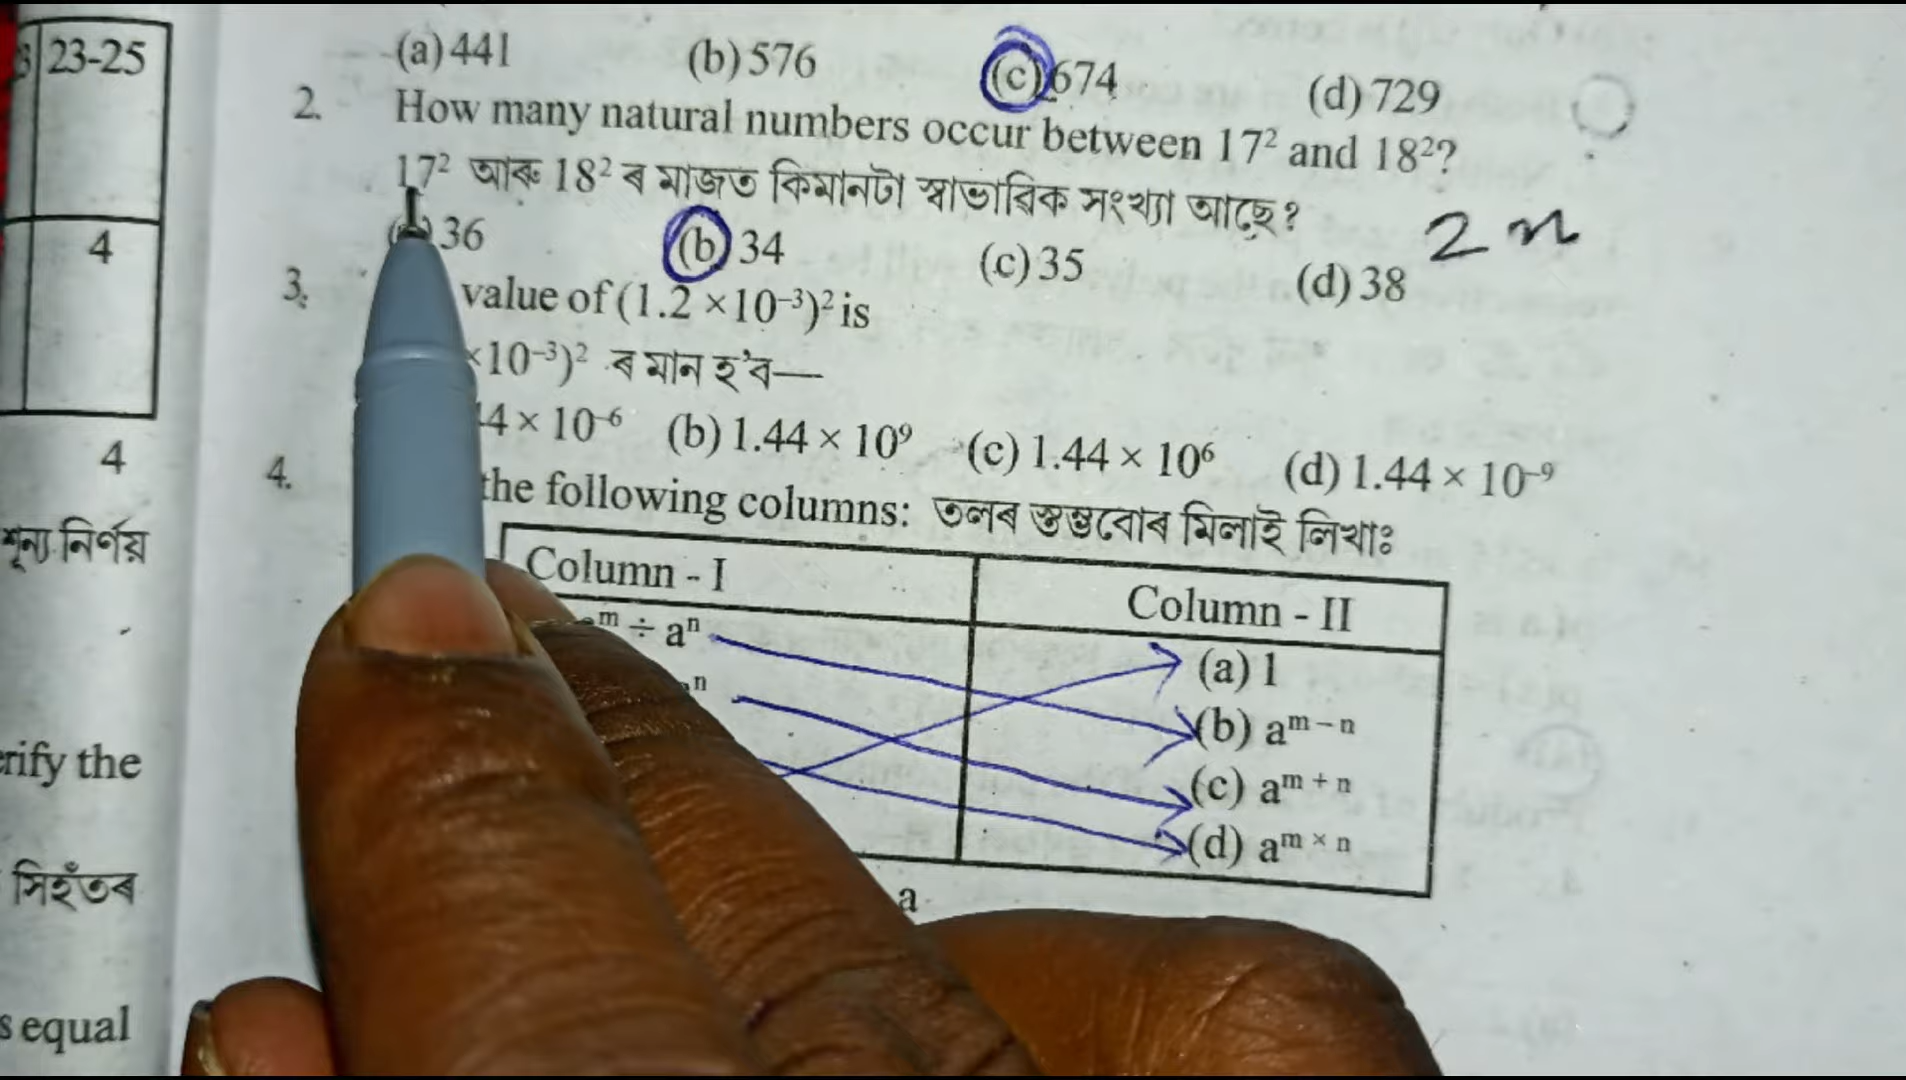 23-25
4
4
শূন্য নিৰ্ণয়
rify the
সিহঁতৰ
s equal
(a) 441 (b) 576 (c) 674 (d) 729
2. How many natural numbers occur between 17² and 18²?
17² আৰু 18² ৰ মাজত কিমানটা স্বাভাৱিক সংখ্যা আছে?
36 (b) 34 (c) 35 (d) 38
2n
3. value of (1.2 ×10⁻³)² is
×10⁻³)² ৰ মান হ'ব—
4 × 10⁻⁶ (b) 1.44 × 10⁹ (c) 1.44 × 10⁶ (d) 1.44 × 10⁻⁹
4. the following columns: তলৰ স্তম্ভবোৰ মিলাই লিখাঃ
Column - I Column - II
ᵐ ÷ aⁿ (a) 1
ⁿ (b) aᵐ ⁻ ⁿ
(c) aᵐ ⁺ ⁿ
(d) aᵐ ˣ ⁿ
a